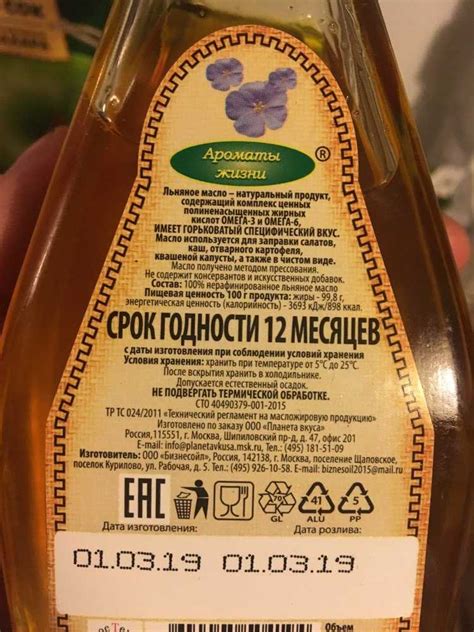 Ароматы
жизни
®
Льняное масло – натуральный продукт,
содержащий комплекс ценных
полиненасыщенных жирных
кислот ОМЕГА-3 и ОМЕГА-6,
ИМЕЕТ ГОРЬКОВАТЫЙ СПЕЦИФИЧЕСКИЙ ВКУС.
Масло используется для заправки салатов,
каш, отварного картофеля,
квашеной капусты, а также в чистом виде.
Масло получено методом прессования.
Не содержит консервантов и искусственных добавок.
Состав: 100% нерафинированное льняное масло
Пищевая ценность 100 г продукта: жиры - 99,8 г,
энергетическая ценность (калорийность) - 3693 кДж/898 ккал.
СРОК ГОДНОСТИ 12 МЕСЯЦЕВ
с даты изготовления при соблюдении условий хранения
Условия хранения: хранить при температуре от 5°С до 25°С.
После вскрытия хранить в холодильнике.
Допускается естественный осадок.
НЕ ПОДВЕРГАТЬ ТЕРМИЧЕСКОЙ ОБРАБОТКЕ.
СТО 40490379-001-2015
ТР ТС 024/2011 «Технический регламент на масложировую продукцию»
Изготовлено по заказу ООО «Планета вкуса»
Россия,115551, г. Москва, Шипиловский пр-д, д. 47, офис 201
E-mail: info@planetavkusa.msk.ru, Тел.: (495) 343-52-58
Изготовитель: ООО «Бизнесойл», Россия, 142138, г. Москва, поселение Щаповское,
поселок Курилово, ул. Рабочая, д. 5. Тел.: (495) 926-10-58. E-mail: biznesoil2015@mail.ru
EAC
70 GL 41 ALU 5 PP
Дата изготовления: Дата розлива:
01.03.19 01.03.19
Объем